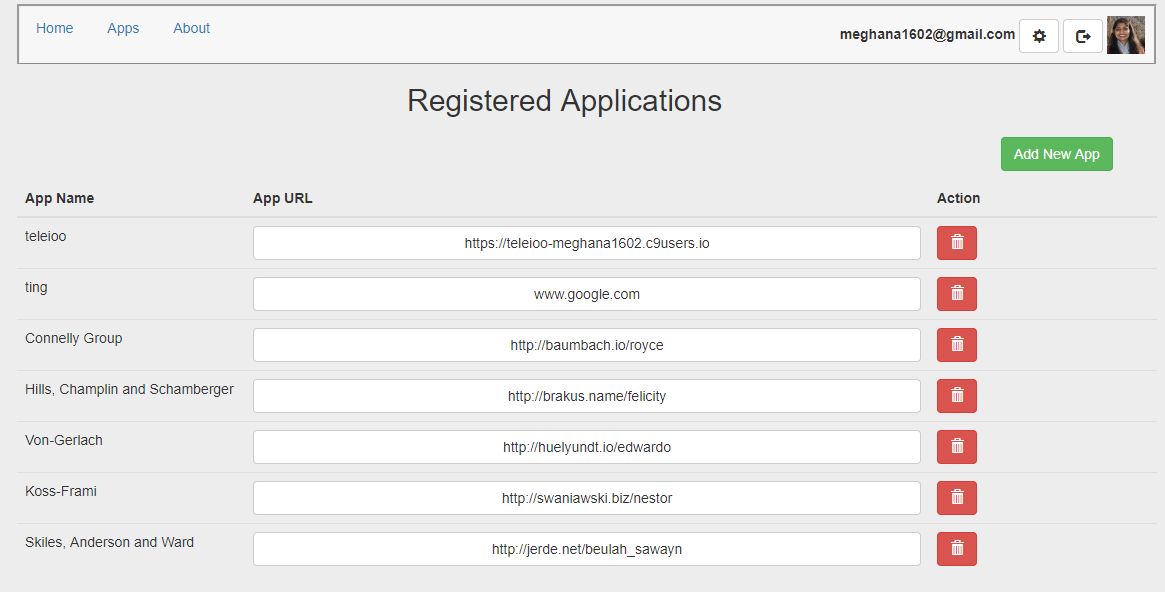 Home Apps About meghana1602@gmail.com
Registered Applications
Add New App
App Name App URL Action
teleioo https://teleioo-meghana1602.c9users.io
ting www.google.com
Connelly Group http://baumbach.io/royce
Hills, Champlin and Schamberger http://brakus.name/felicity
Von-Gerlach http://huelyundt.io/edwardo
Koss-Frami http://swaniawski.biz/nestor
Skiles, Anderson and Ward http://jerde.net/beulah_sawayn